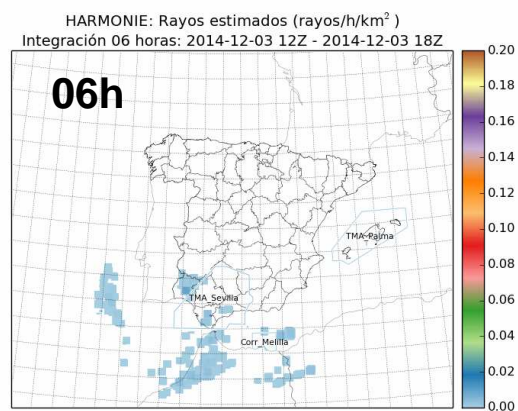 HARMONIE: Rayos estimados (rayos/h/km² )
Integración 06 horas: 2014-12-03 12Z - 2014-12-03 18Z
06h
TMA_Palma
TMA_Sevilla
Corr_Melilla
0.20
0.18
0.16
0.14
0.12
0.10
0.08
0.06
0.04
0.02
0.00